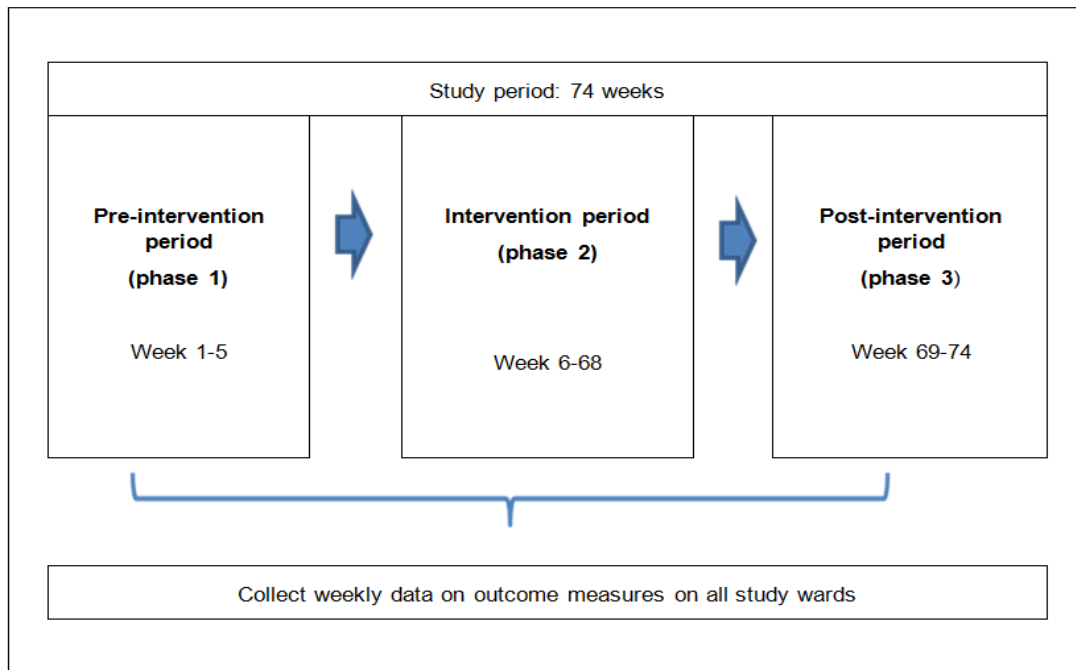 Study period: 74 weeks
Pre-intervention
period
(phase 1)
Week 1-5
Intervention period
(phase 2)
Week 6-68
Post-intervention
period
(phase 3)
Week 69-74
Collect weekly data on outcome measures on all study wards